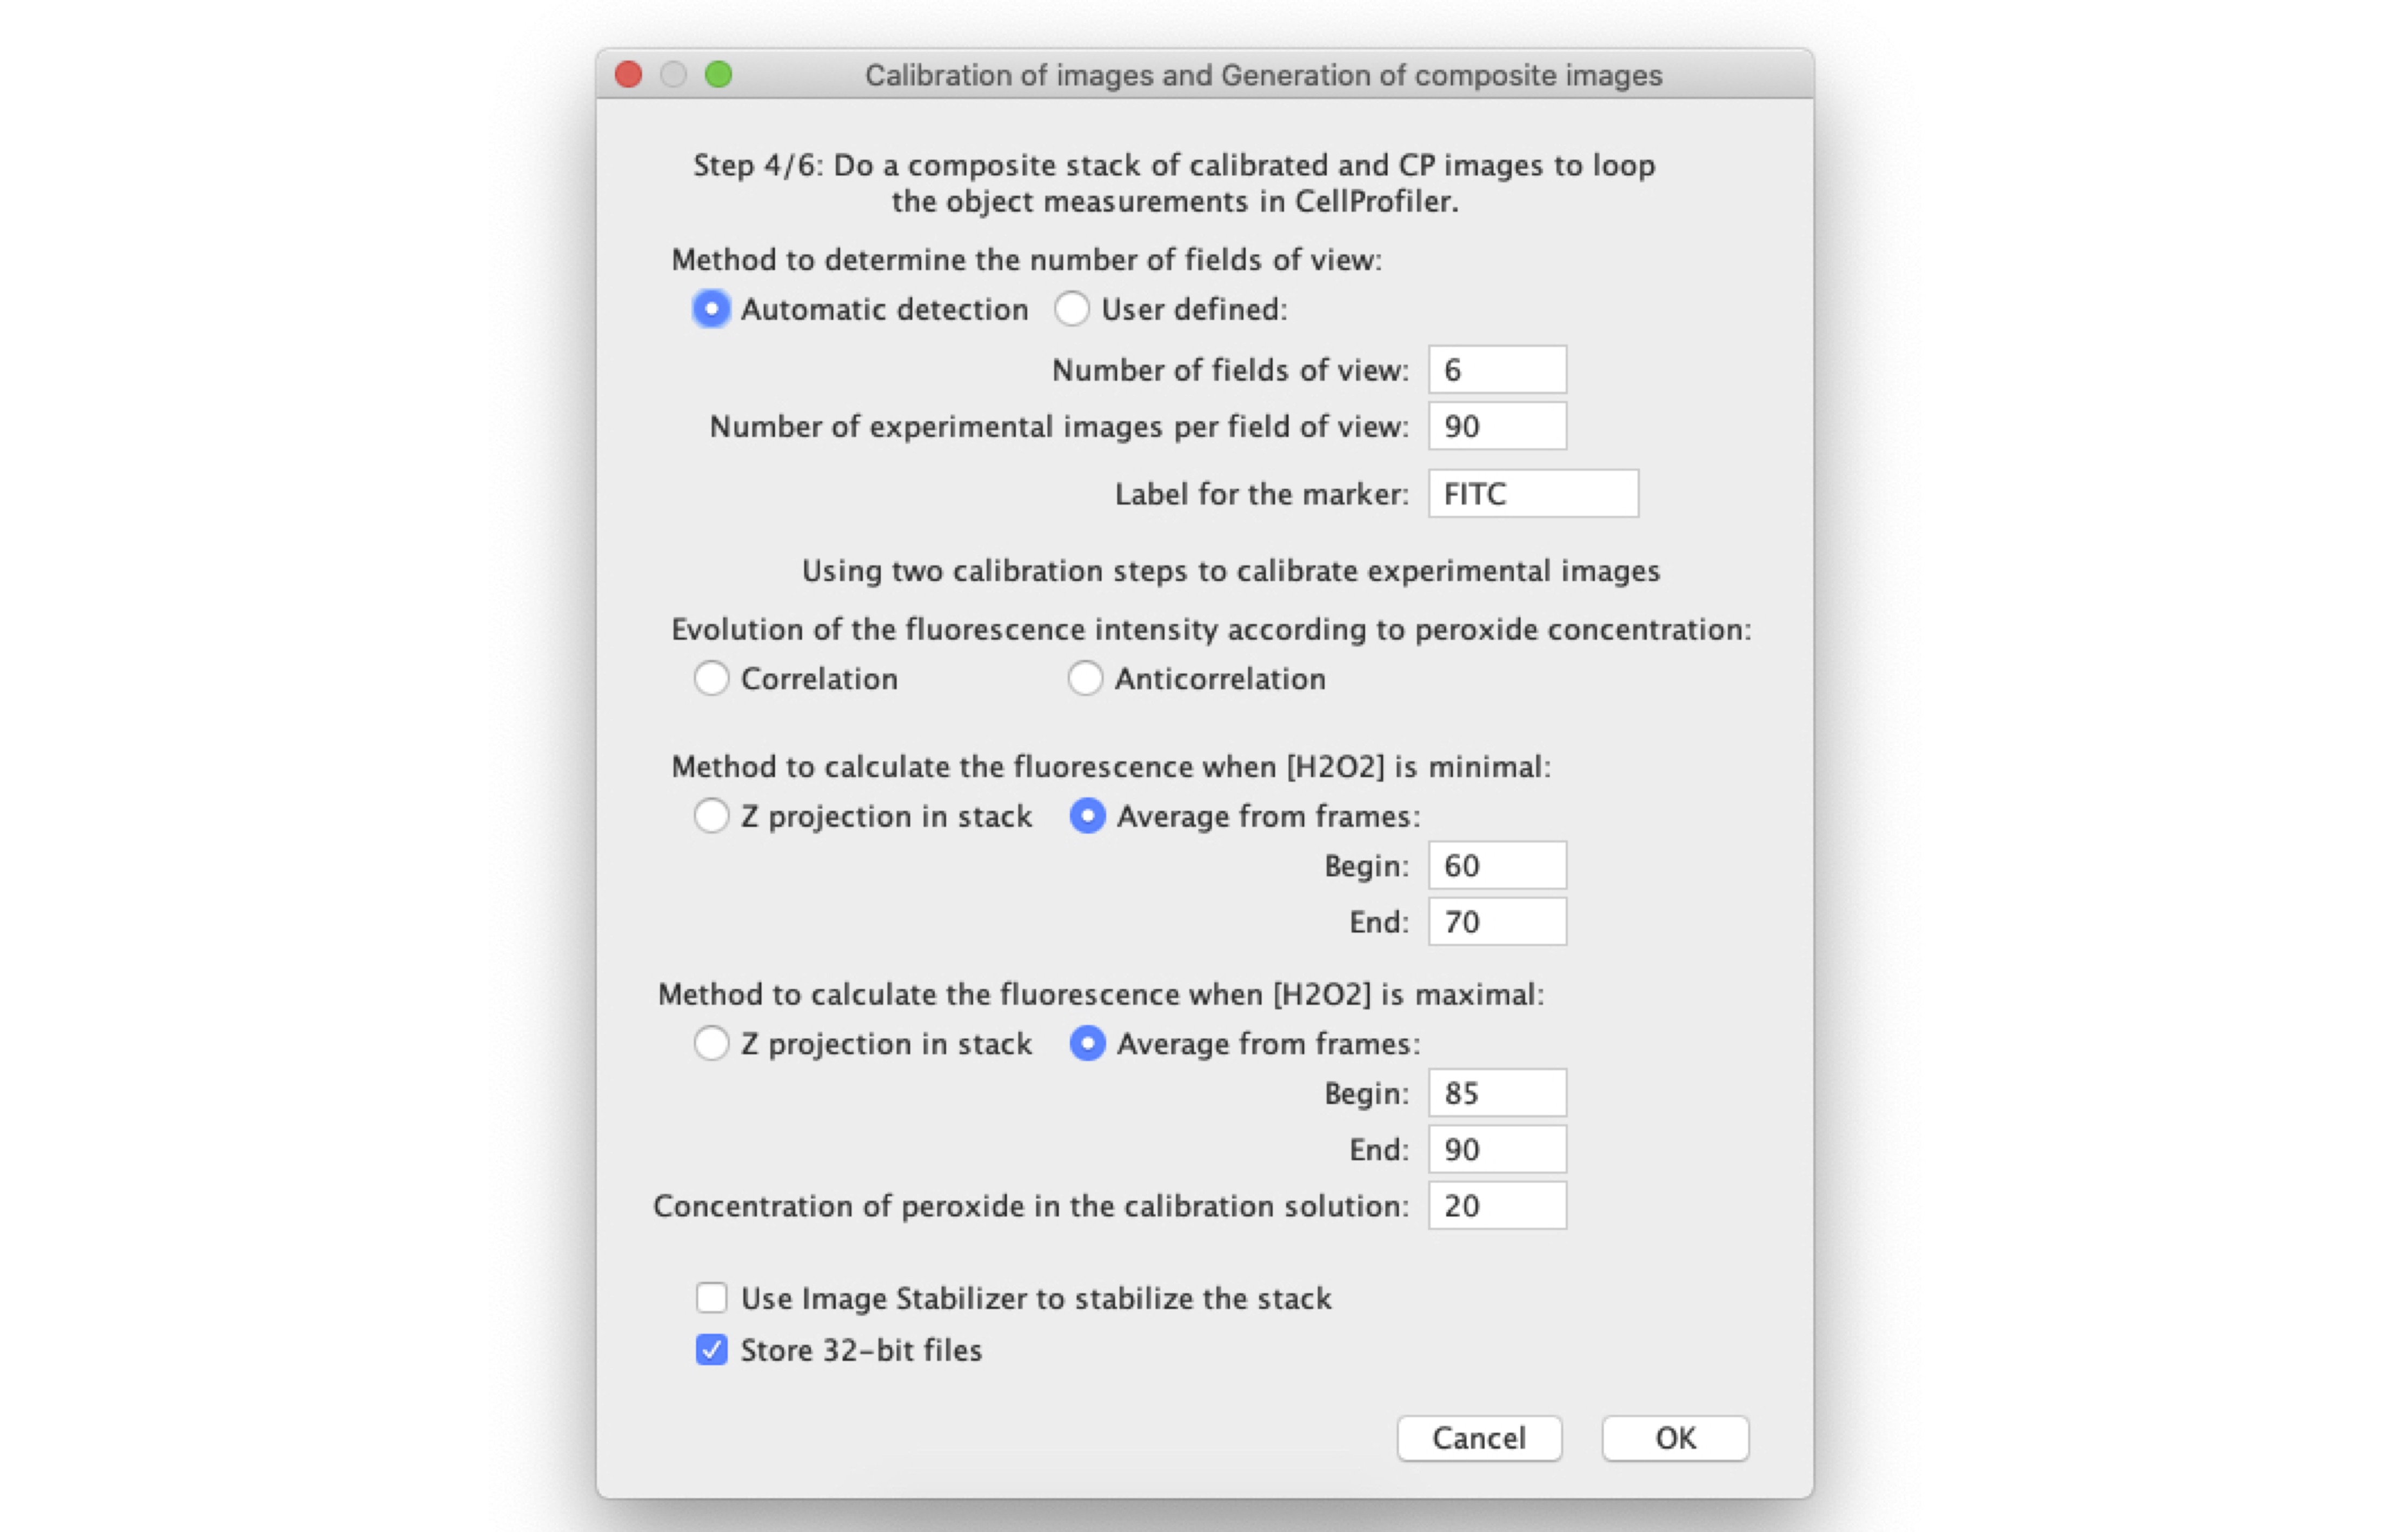 Calibration of images and Generation of composite images
Step 4/6: Do a composite stack of calibrated and CP images to loop
the object measurements in CellProfiler.
Method to determine the number of fields of view:
Automatic detection User defined:
Number of fields of view: 6
Number of experimental images per field of view: 90
Label for the marker: FITC
Using two calibration steps to calibrate experimental images
Evolution of the fluorescence intensity according to peroxide concentration:
Correlation Anticorrelation
Method to calculate the fluorescence when [H2O2] is minimal:
Z projection in stack Average from frames:
Begin: 60
End: 70
Method to calculate the fluorescence when [H2O2] is maximal:
Z projection in stack Average from frames:
Begin: 85
End: 90
Concentration of peroxide in the calibration solution: 20
Use Image Stabilizer to stabilize the stack
Store 32-bit files
Cancel OK